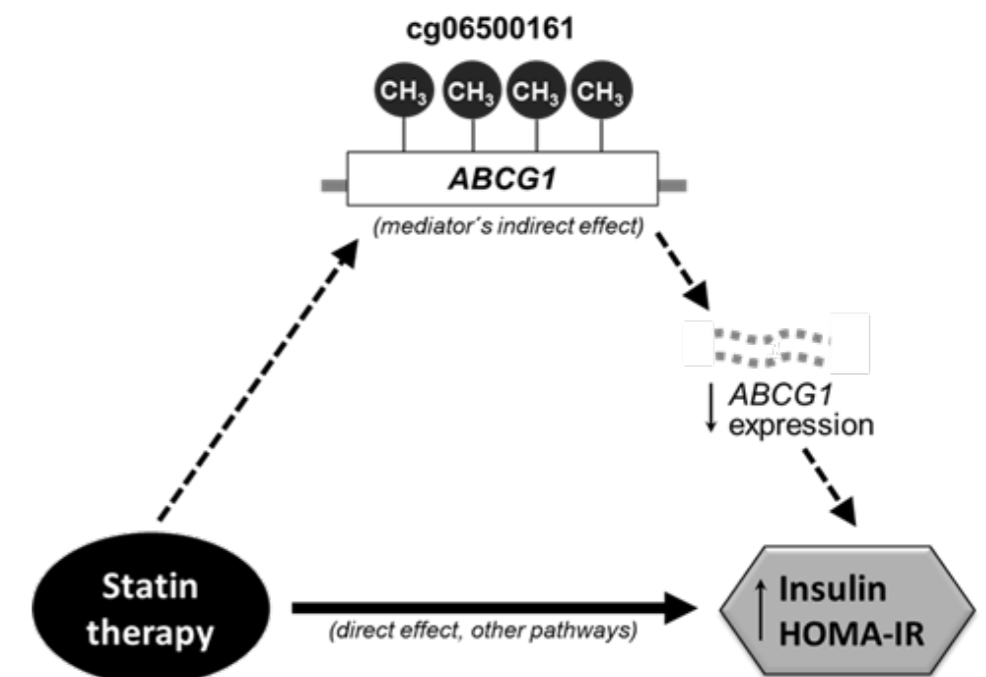 cg06500161
CH3 CH3 CH3 CH3
ABCG1
(mediator´s indirect effect)
↓ ABCG1
expression
Statin
therapy
(direct effect, other pathways)
↑ Insulin
HOMA-IR